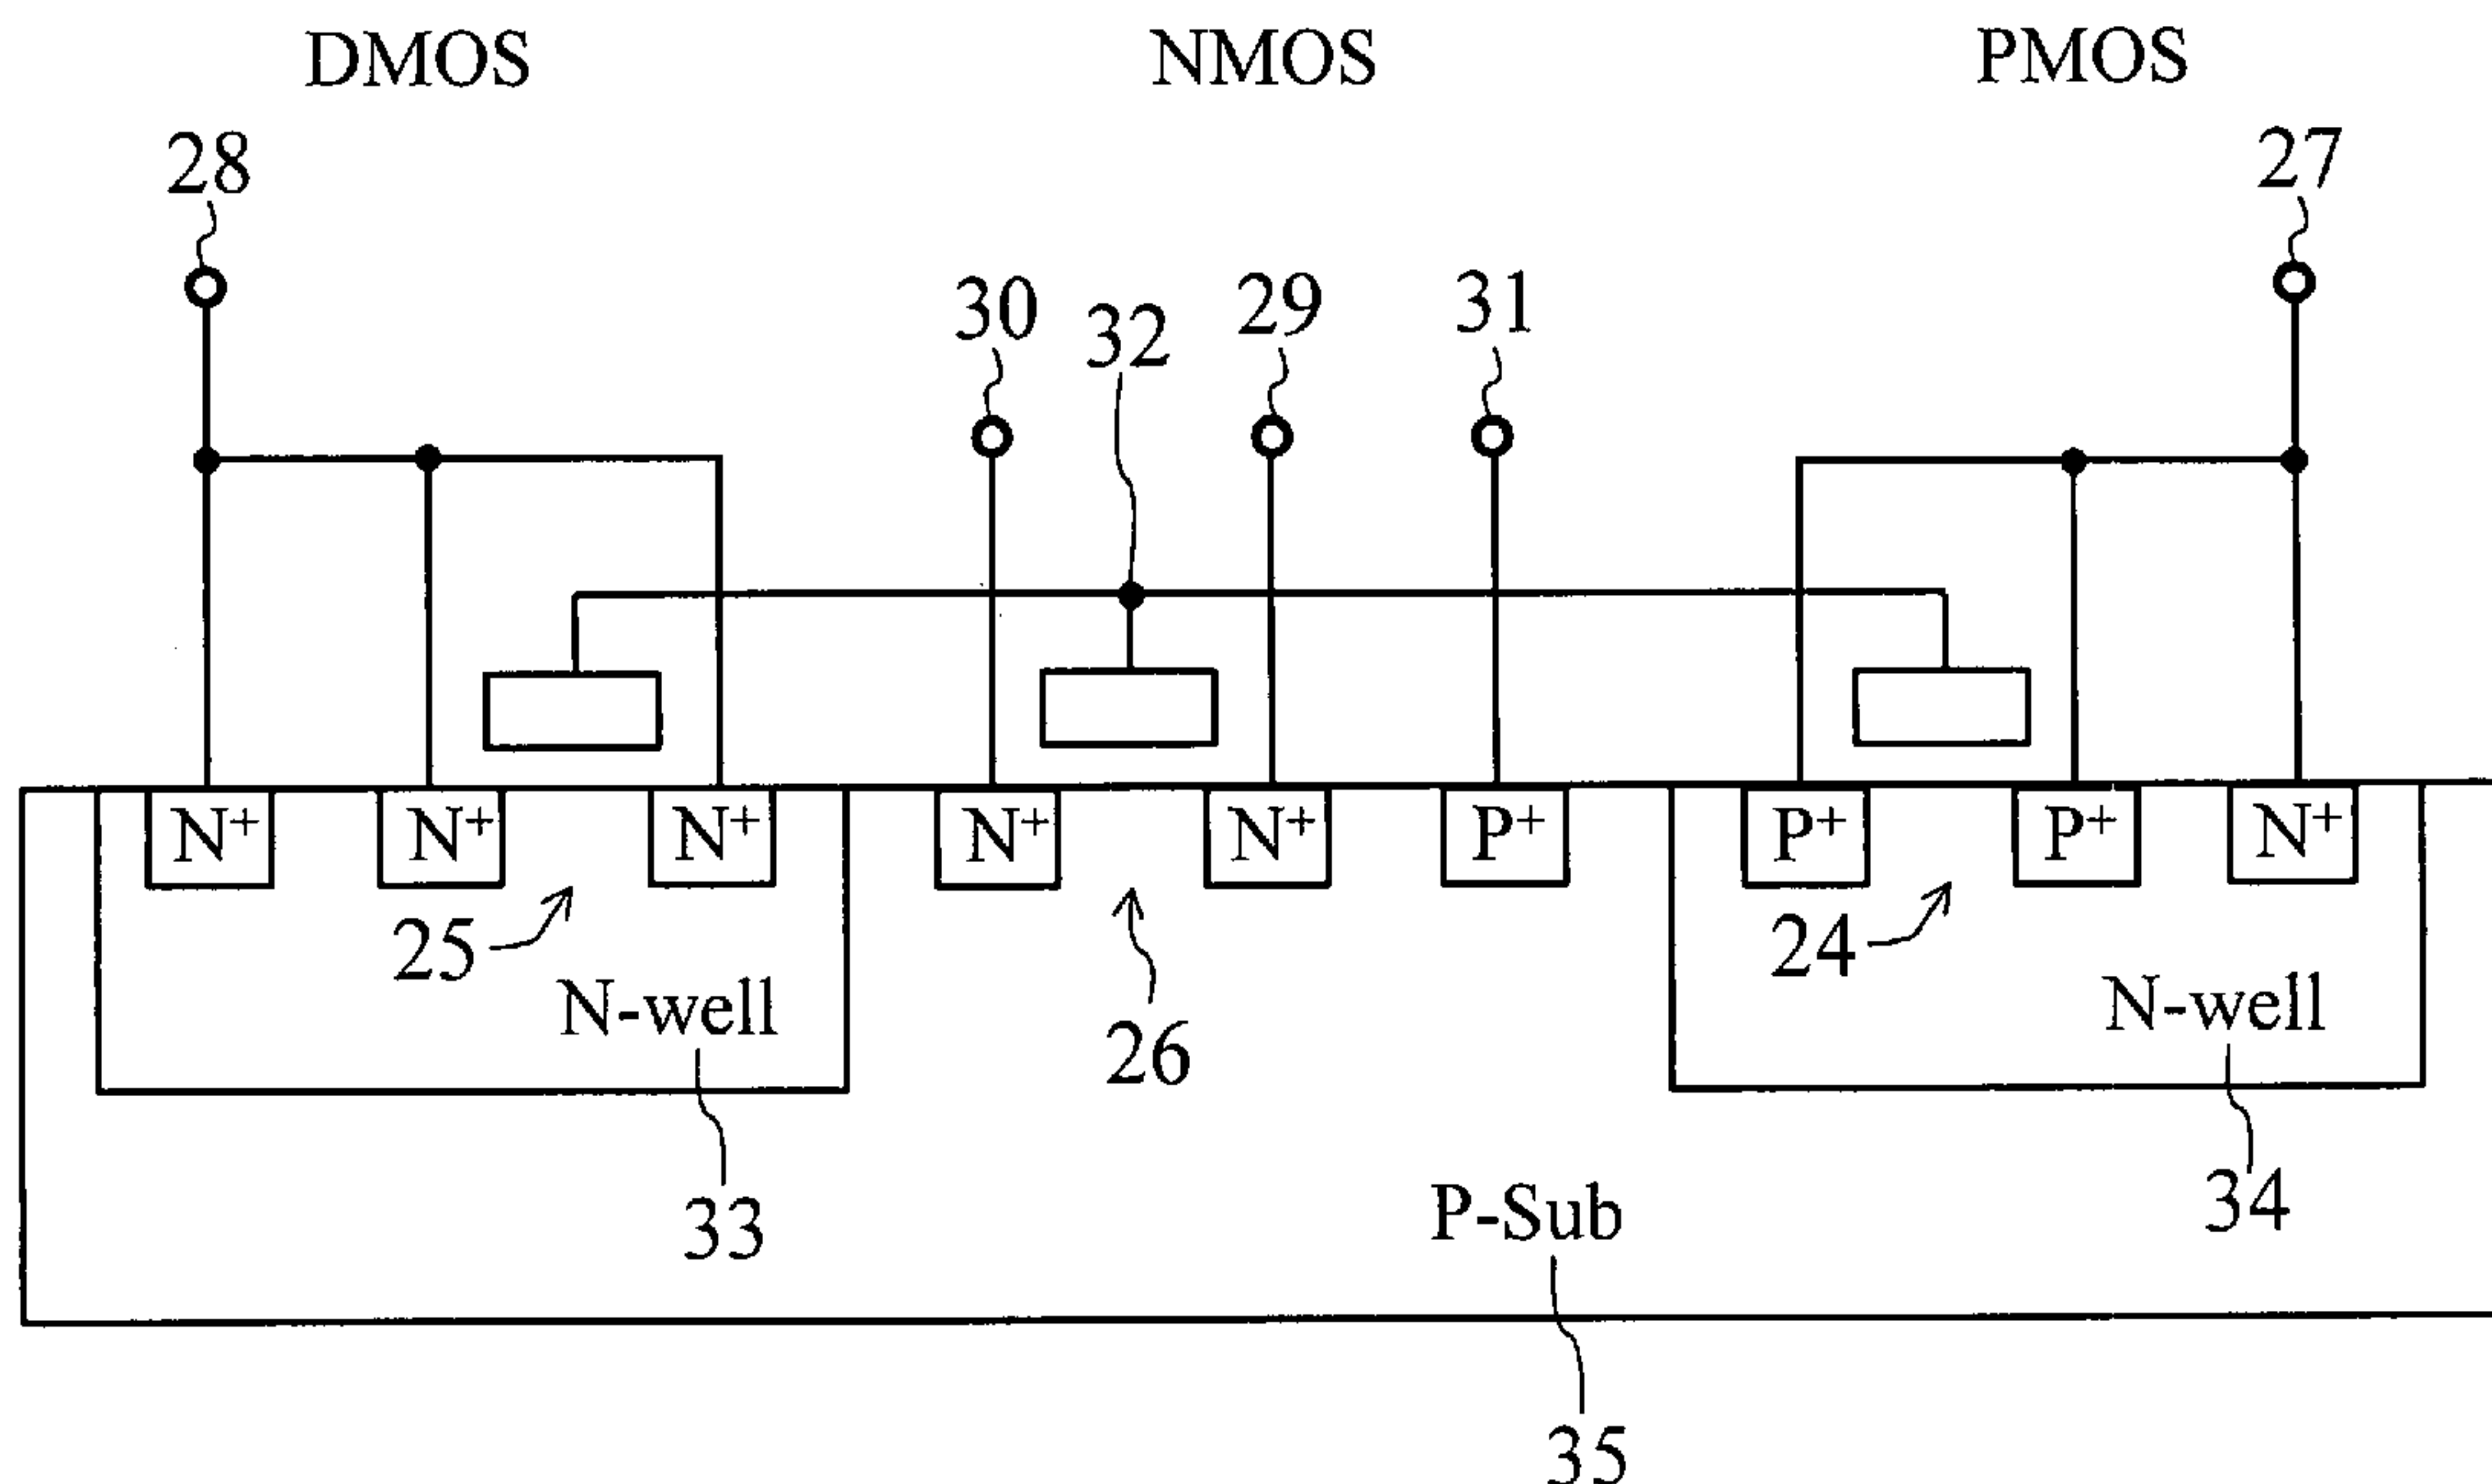 DMOS NMOS PMOS
28 27
30 32 29 31
N+ N+ N+ N+ N+ P+ P+ P+ N+
25 24
N-well N-well
26
33 P-Sub 34
35